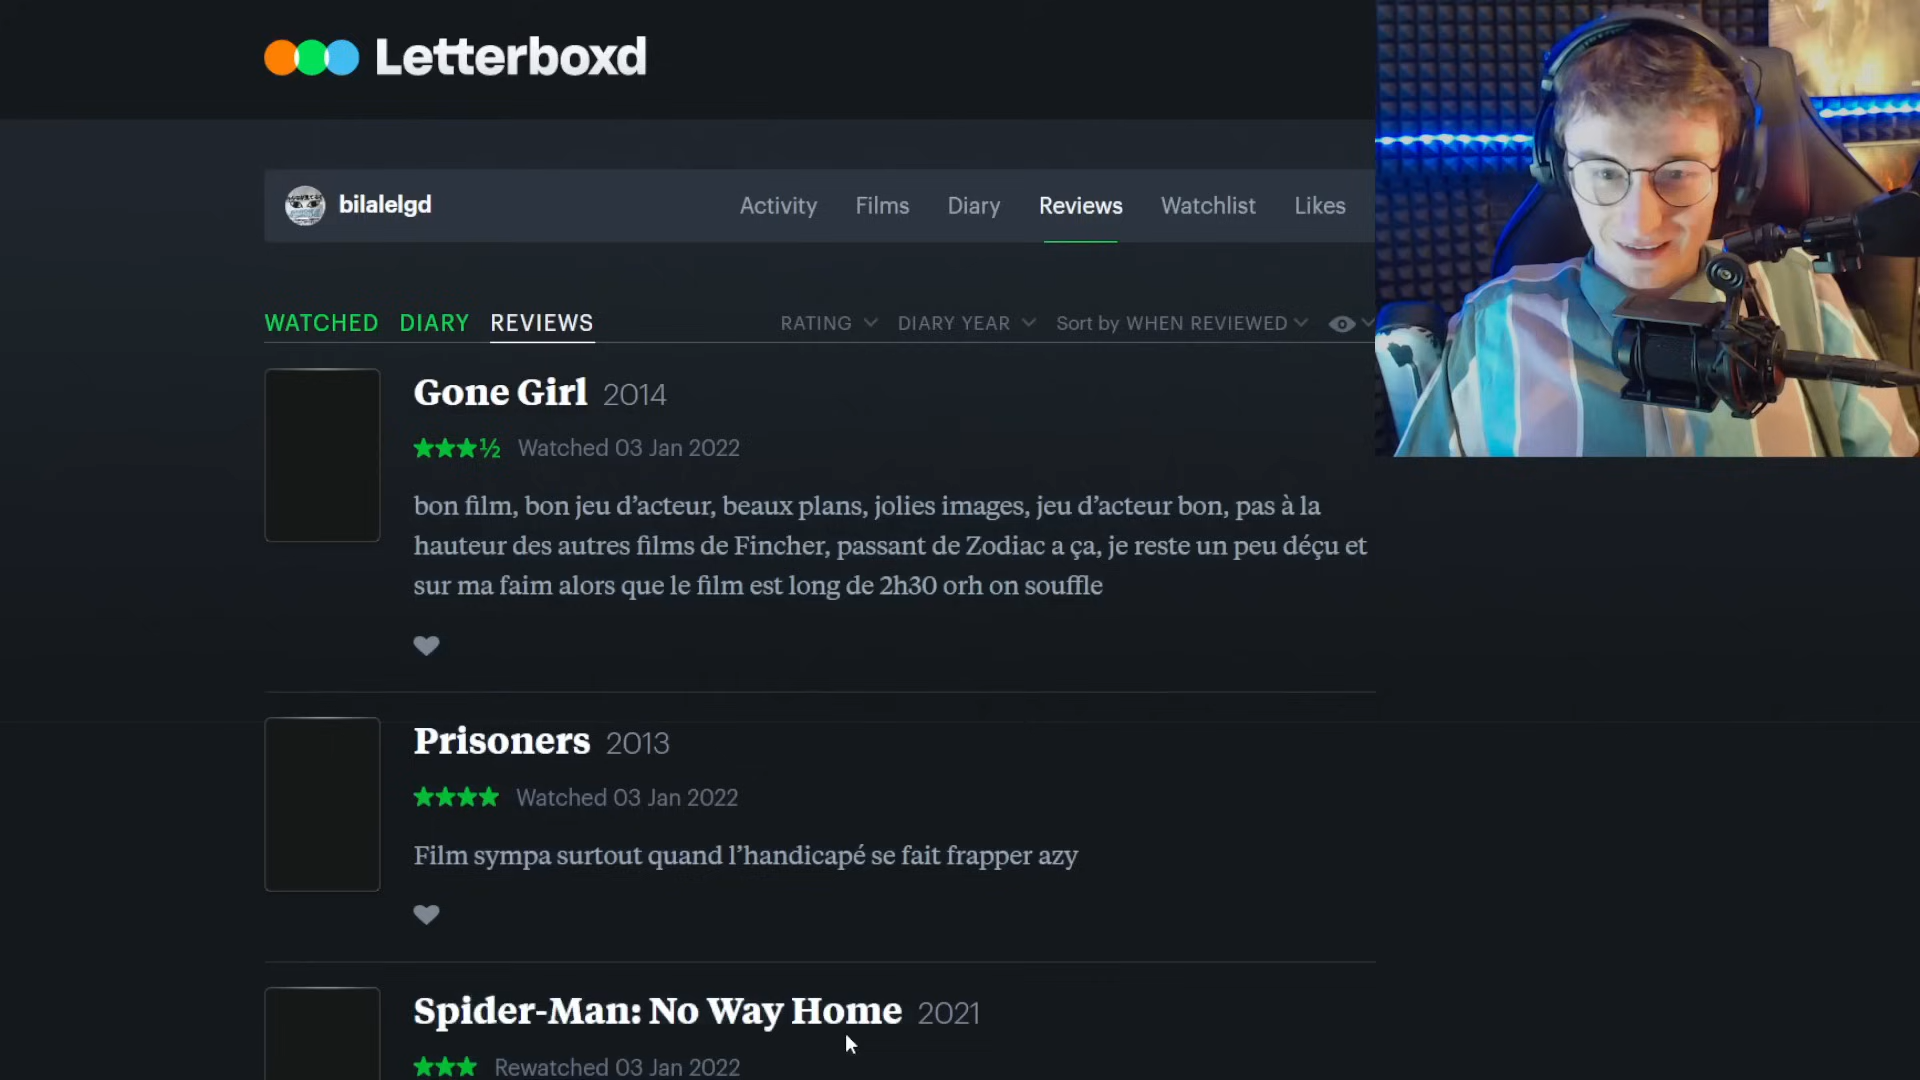 Letterboxd
bilalelgd
Activity Films Diary Reviews Watchlist Likes
WATCHED DIARY REVIEWS RATING DIARY YEAR Sort by WHEN REVIEWED
Gone Girl 2014
★★★½ Watched 03 Jan 2022
bon film, bon jeu d’acteur, beaux plans, jolies images, jeu d’acteur bon, pas à la
hauteur des autres films de Fincher, passant de Zodiac a ça, je reste un peu déçu et
sur ma faim alors que le film est long de 2h30 orh on souffle
Prisoners 2013
★★★★ Watched 03 Jan 2022
Film sympa surtout quand l’handicapé se fait frapper azy
Spider-Man: No Way Home 2021
★★★ Rewatched 03 Jan 2022